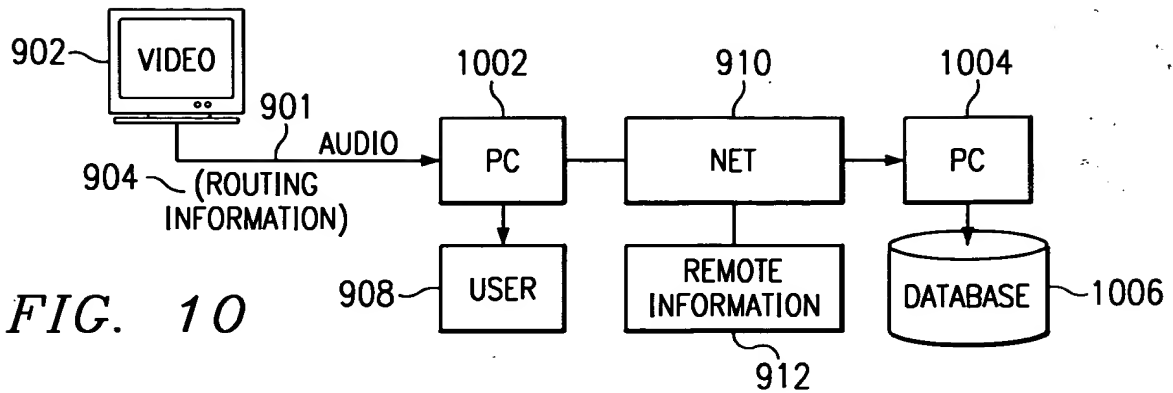 902
VIDEO
901
AUDIO
904
(ROUTING
INFORMATION)
1002
PC
910
NET
1004
PC
908
USER
REMOTE
INFORMATION
912
DATABASE
1006
FIG. 10